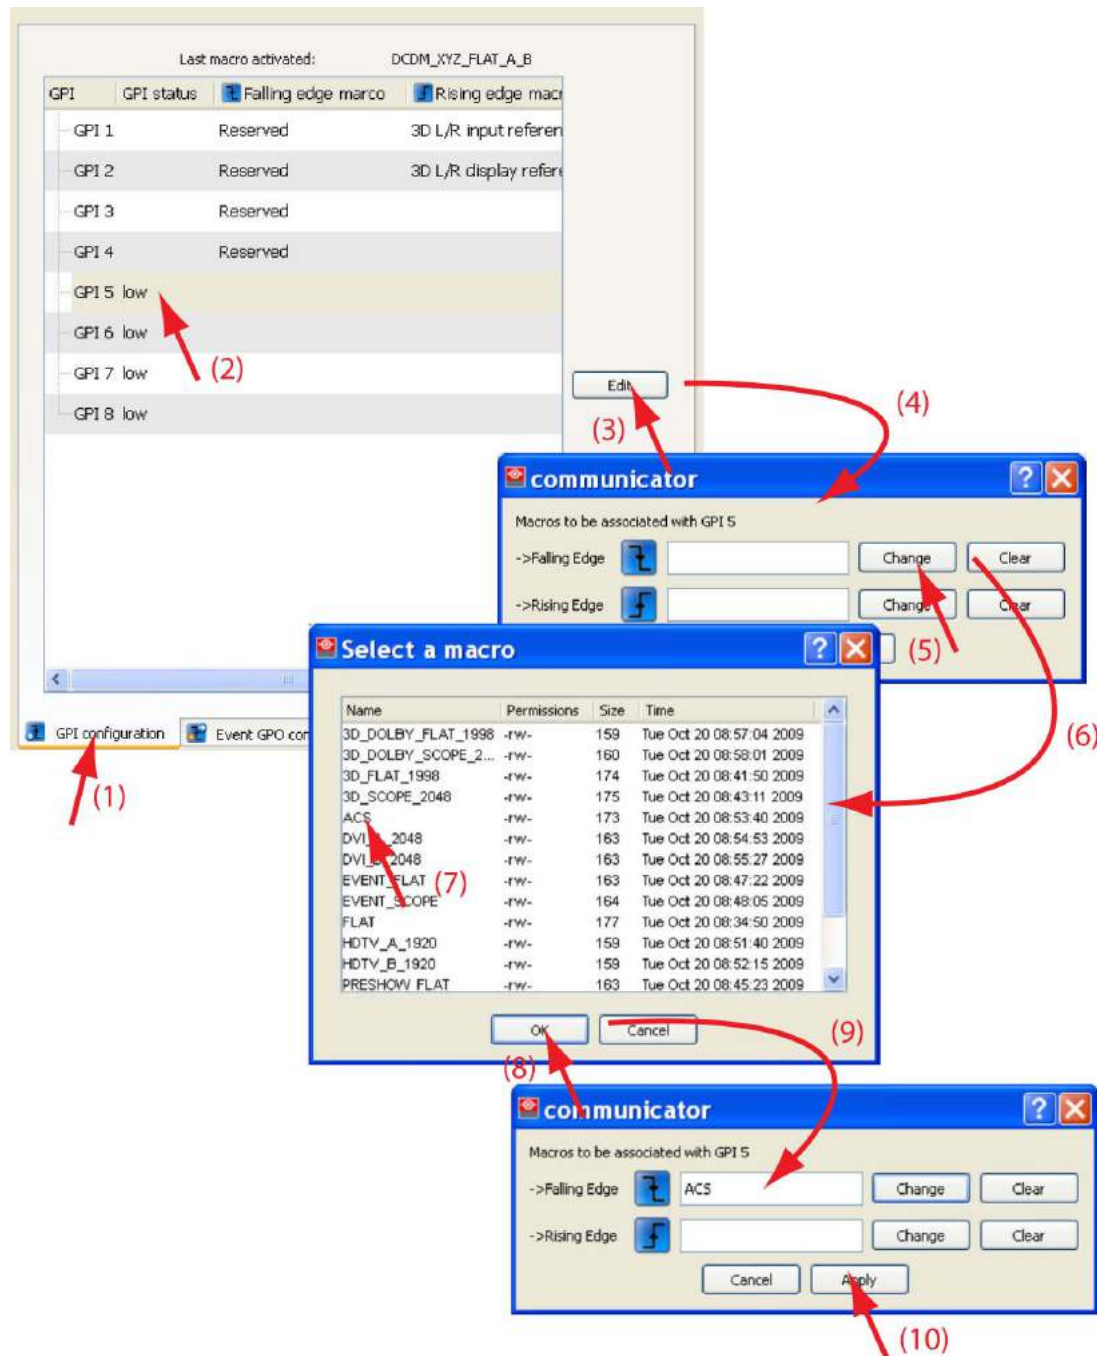 Last macro activated: DCDM_XYZ_FLAT_A_B
GPI GPI status Falling edge marco Rising edge macr
GPI 1 Reserved 3D L/R input referen
GPI 2 Reserved 3D L/R display refere
GPI 3 Reserved
GPI 4 Reserved
GPI 5 low
GPI 6 low
(2)
GPI 7 low
Edit
GPI 8 low
(4)
(3)
communicator
Macros to be associated with GPI 5
->Falling Edge Change Clear
->Rising Edge Change Clear
(5)
Select a macro
GPI configuration Event GPO con
(1)
(6)
Name Permissions Size Time
3D_DOLBY_FLAT_1998 -rw- 159 Tue Oct 20 08:57:04 2009
3D_DOLBY_SCOPE_2... -rw- 160 Tue Oct 20 08:58:01 2009
3D_FLAT_1998 -rw- 174 Tue Oct 20 08:41:50 2009
3D_SCOPE_2048 -rw- 175 Tue Oct 20 08:43:11 2009
ACS -rw- 173 Tue Oct 20 08:53:40 2009
DVI_ _2048 -rw- 163 Tue Oct 20 08:54:53 2009
DVI_ 2048 -rw- 163 Tue Oct 20 08:55:27 2009
EVENT_FLAT -rw- 163 Tue Oct 20 08:47:22 2009
(7)
EVENT_SCOPE -rw- 164 Tue Oct 20 08:48:05 2009
FLAT -rw- 177 Tue Oct 20 08:34:50 2009
HDTV_A_1920 -rw- 159 Tue Oct 20 08:51:40 2009
HDTV_B_1920 -rw- 159 Tue Oct 20 08:52:15 2009
PRESHOW FLAT -rw- 163 Tue Oct 20 08:45:23 2009
OK Cancel
(9)
(8)
communicator
Macros to be associated with GPI 5
->Falling Edge ACS Change Clear
->Rising Edge Change Clear
Cancel Apply
(10)